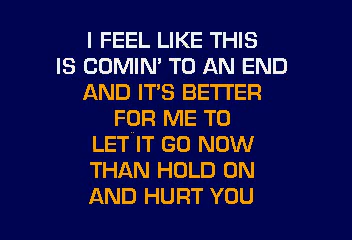 I FEEL LIKE THIS
IS COMIN' TO AN END
AND IT'S BETTER
FOR ME TO
LET IT GO NOW
THAN HOLD ON
AND HURT YOU